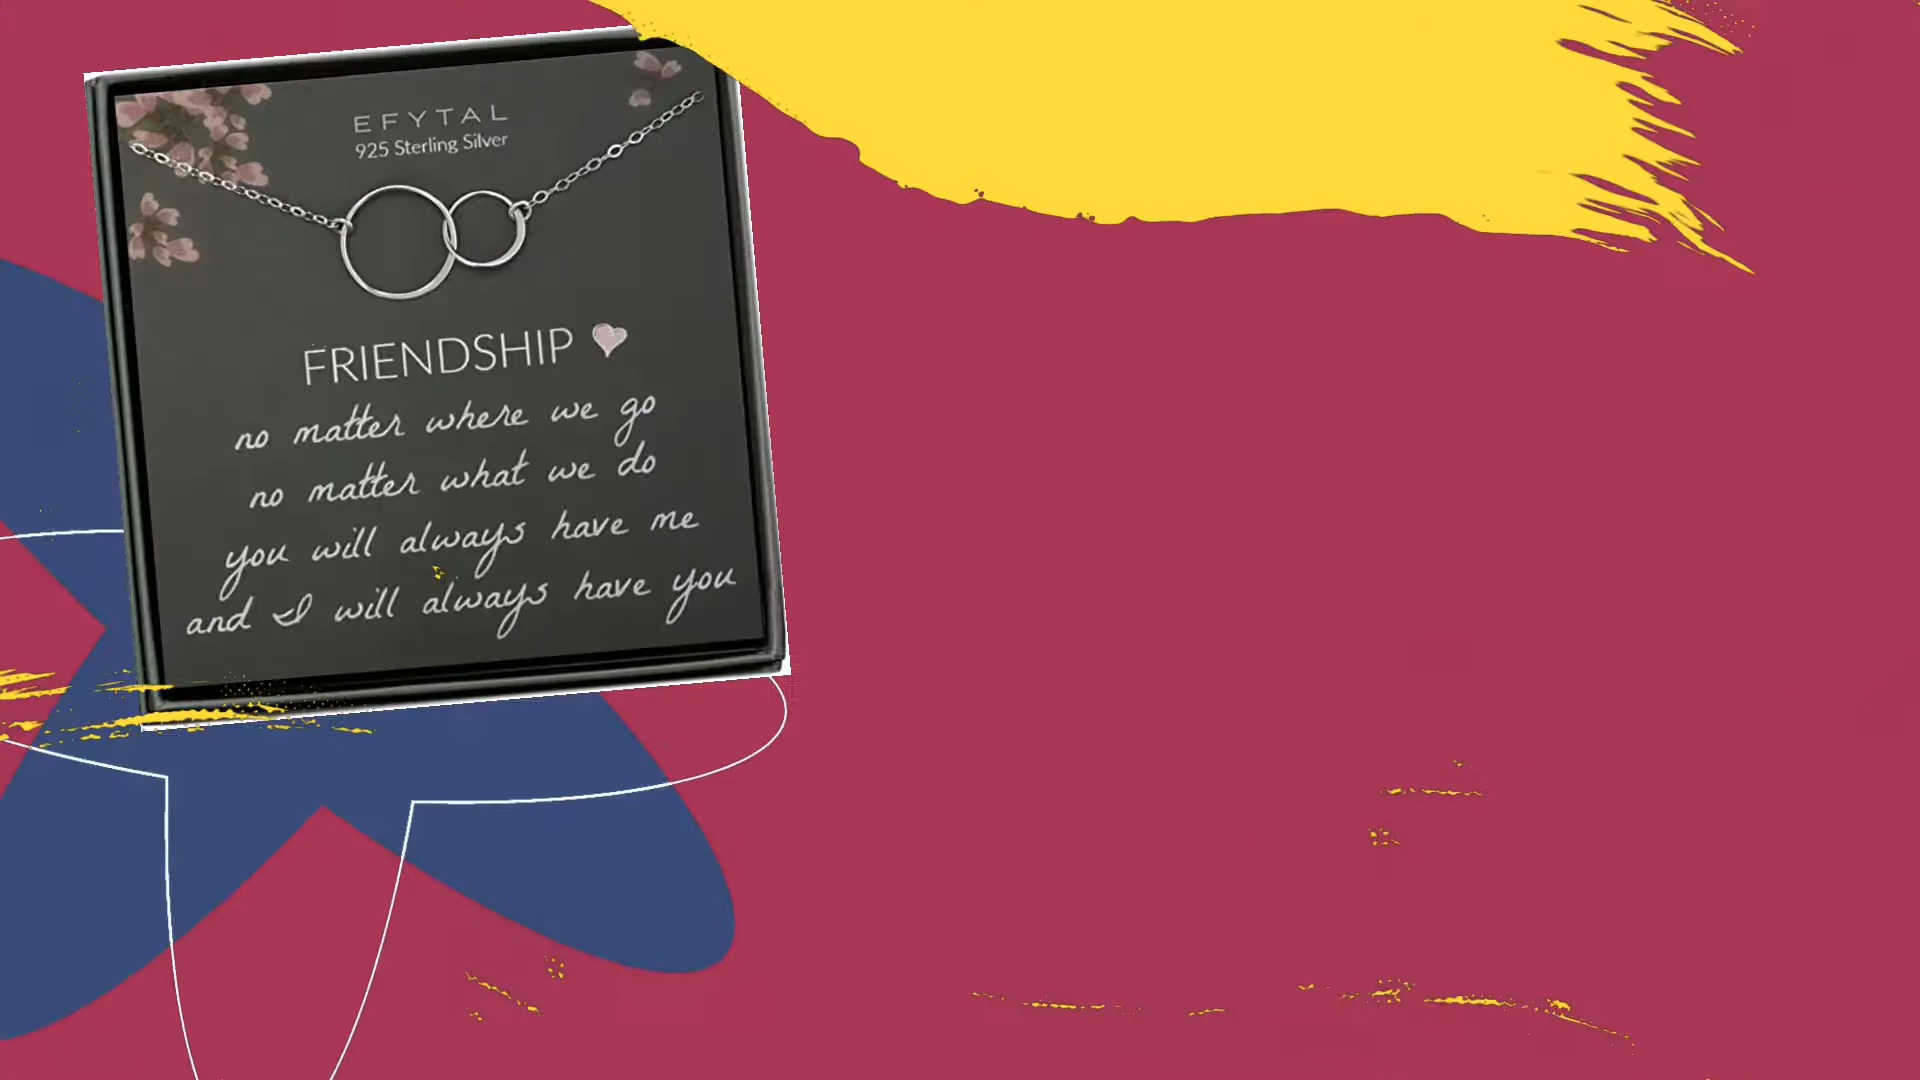 EFYTAL
925 Sterling Silver
FRIENDSHIP
no matter where we go
no matter what we do
you will always have me
and I will always have you